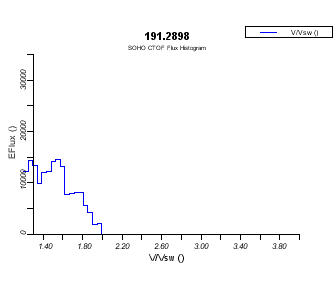 191.2898
V/Vsw ()
SOHO CTOF Flux Histogram
EFlux ()
30000
20000
10000
0
1.40 1.80 2.20 2.60 3.00 3.40 3.80
V/Vsw ()